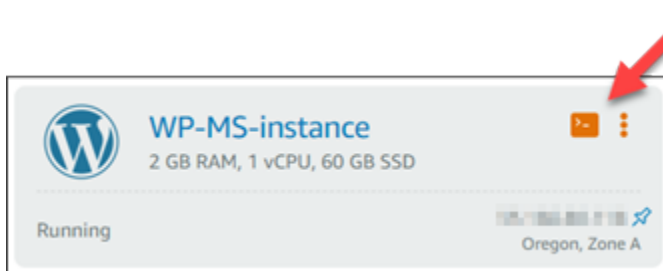 WP-MS-instance
2 GB RAM, 1 vCPU, 60 GB SSD
Running
Oregon, Zone A